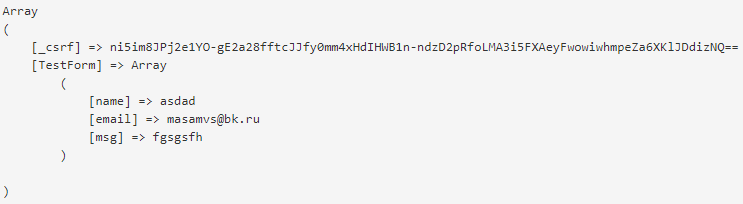 Array
(
[_csrf] => ni5im8JPj2e1YO-gE2a28fftcJJfy0mm4xHdIHWB1n-ndzD2pRfoLMA3i5FXAeyFwowiwhmpeZa6XKlJDdizNQ==
[TestForm] => Array
(
[name] => asdad
[email] => masamvs@bk.ru
[msg] => fgsgsfh
)
)